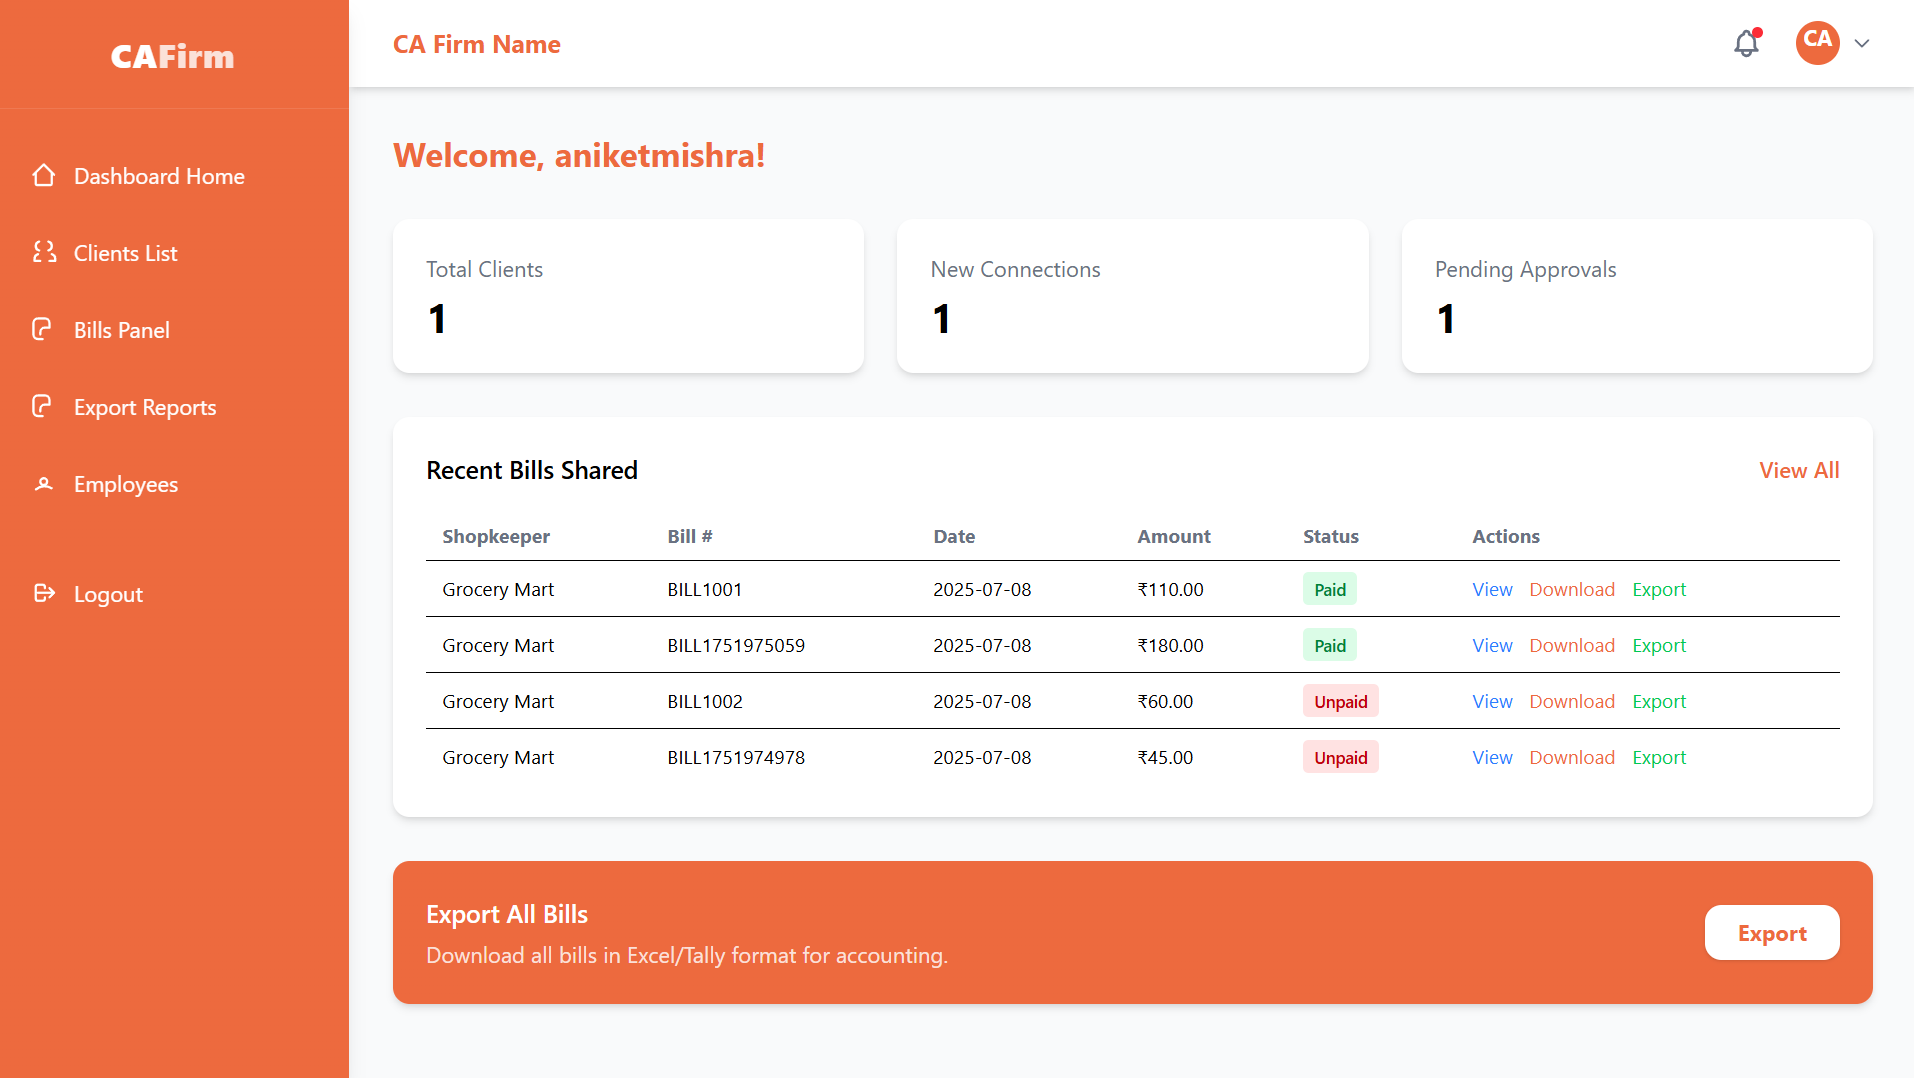 CAFirm
CA Firm Name
CA
Dashboard Home
Clients List
Bills Panel
Export Reports
Employees
Logout
Welcome, aniketmishra!
Total Clients
1
New Connections
1
Pending Approvals
1
Recent Bills Shared
View All
Shopkeeper Bill # Date Amount Status Actions
Grocery Mart BILL1001 2025-07-08 ₹110.00 Paid View Download Export
Grocery Mart BILL1751975059 2025-07-08 ₹180.00 Paid View Download Export
Grocery Mart BILL1002 2025-07-08 ₹60.00 Unpaid View Download Export
Grocery Mart BILL1751974978 2025-07-08 ₹45.00 Unpaid View Download Export
Export All Bills
Download all bills in Excel/Tally format for accounting.
Export